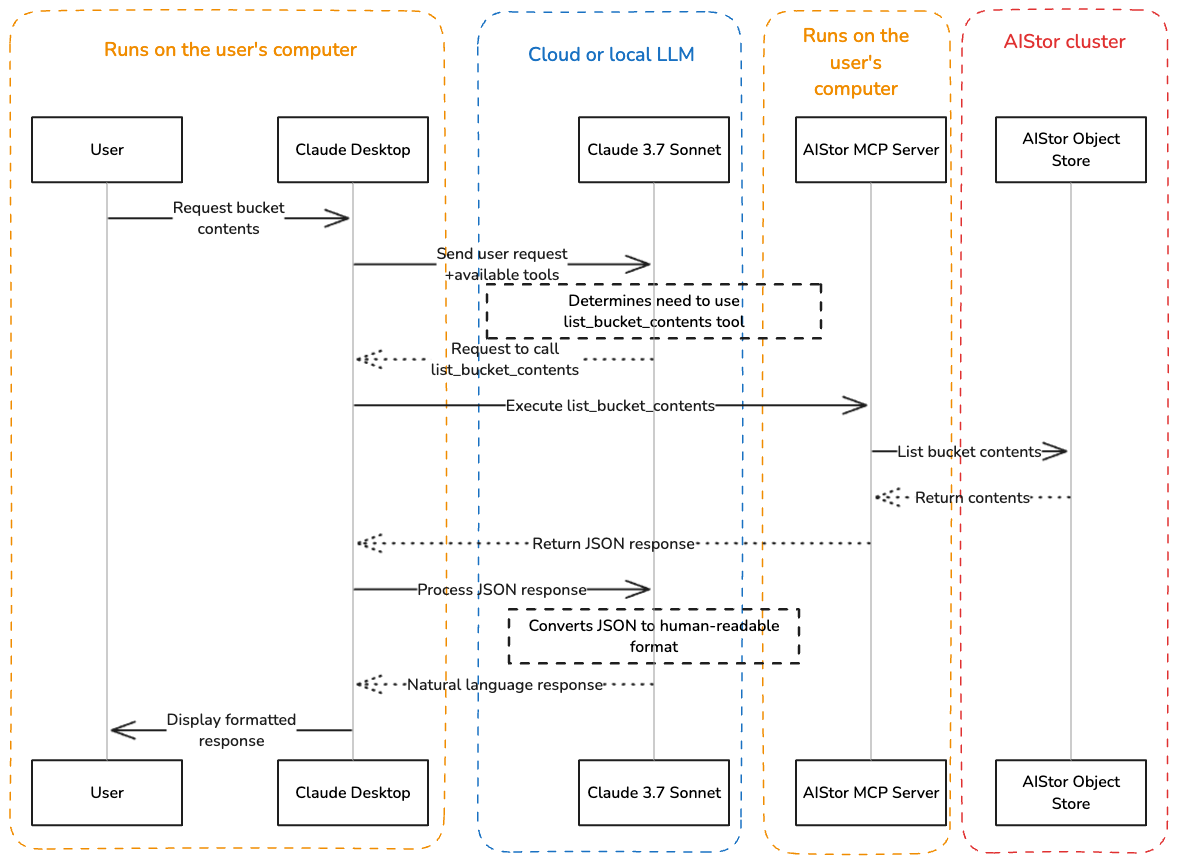 Runs on the user's computer
Cloud or local LLM
Runs on the
user's
computer
AIStor cluster
User
Claude Desktop
Claude 3.7 Sonnet
AIStor MCP Server
AIStor Object
Store
Request bucket
contents
Send user request
+available tools
Determines need to use
list_bucket_contents tool
Request to call
list_bucket_contents
Execute list_bucket_contents
List bucket contents
Return contents
Return JSON response
Process JSON response
Converts JSON to human-readable
format
Natural language response
Display formatted
response
User
Claude Desktop
Claude 3.7 Sonnet
AIStor MCP Server
AIStor Object
Store